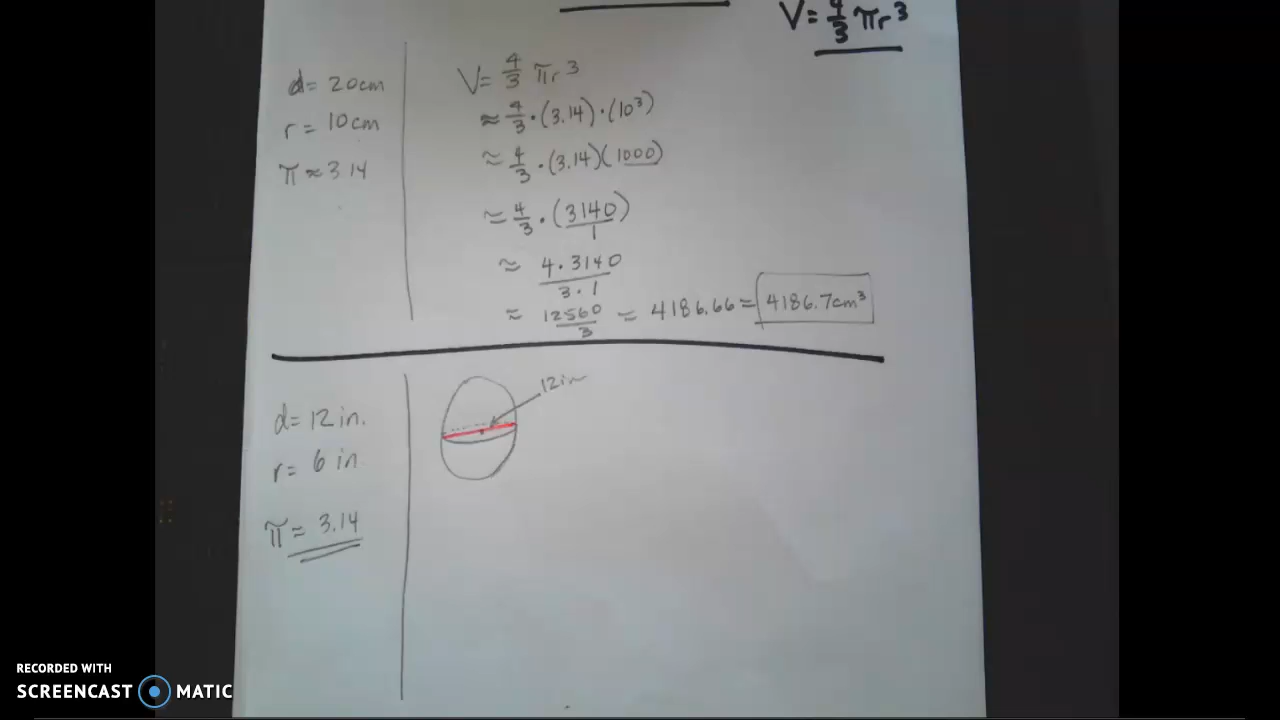 V = 4/3 πr³
d = 20cm
r = 10cm
π ≈ 3.14
V = 4/3 πr³
≈ 4/3 · (3.14) · (10³)
≈ 4/3 · (3.14)(1000)
≈ 4/3 · (3140/1)
≈ 4·3140 / 3·1
≈ 12560/3 ≈ 4186.66 ≈ 4186.7cm³
d = 12 in.
r = 6 in
π ≈ 3.14
12in
RECORDED WITH
SCREENCAST MATIC